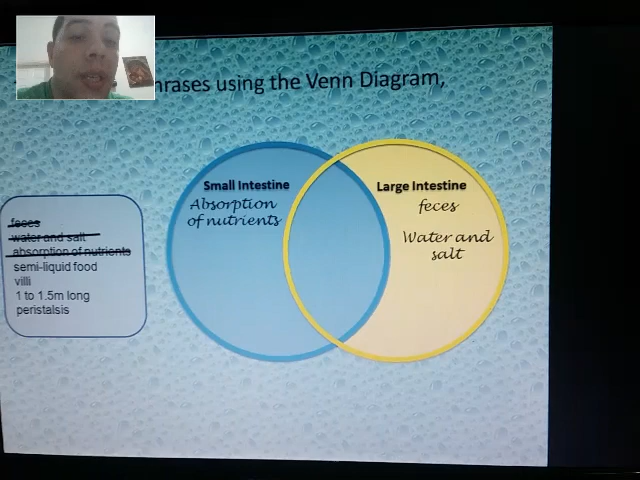 hrases using the Venn Diagram,
Small Intestine
Absorption
of nutrients
Large Intestine
feces
Water and
salt
feces
water and salt
absorption of nutrients
semi-liquid food
villi
1 to 1.5m long
peristalsis